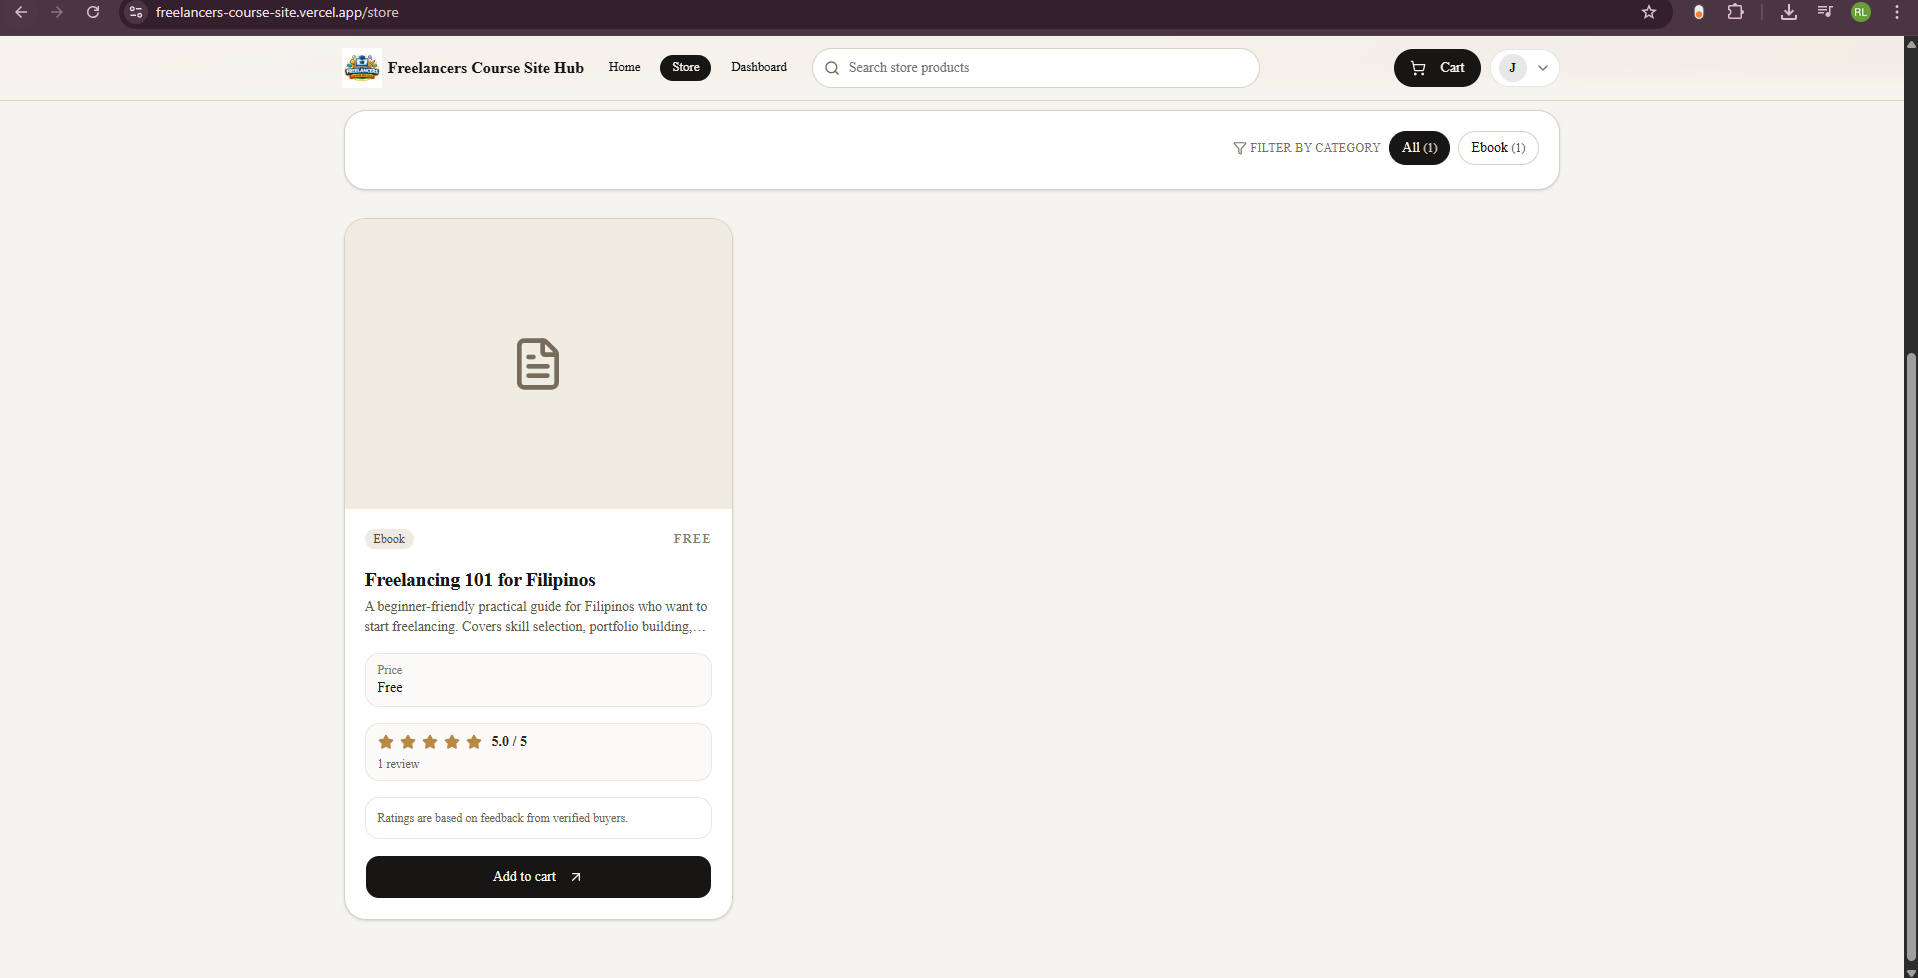 freelancers-course-site.vercel.app/store
RL
FREELANCERS
Freelancers Course Site Hub
Home
Store
Dashboard
Search store products
Cart
J
FILTER BY CATEGORY
All (1)
Ebook (1)
Ebook
FREE
Freelancing 101 for Filipinos
A beginner-friendly practical guide for Filipinos who want to
start freelancing. Covers skill selection, portfolio building,...
Price
Free
5.0 / 5
1 review
Ratings are based on feedback from verified buyers.
Add to cart